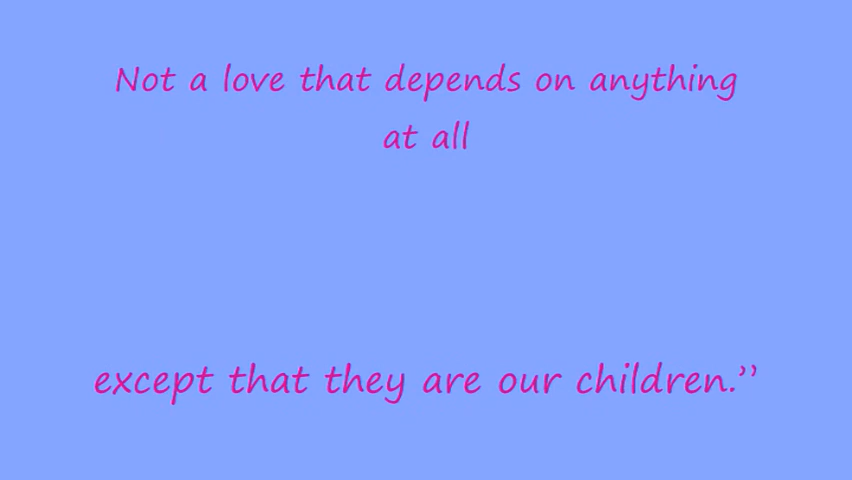 Not a love that depends on anything
at all
except that they are our children.”